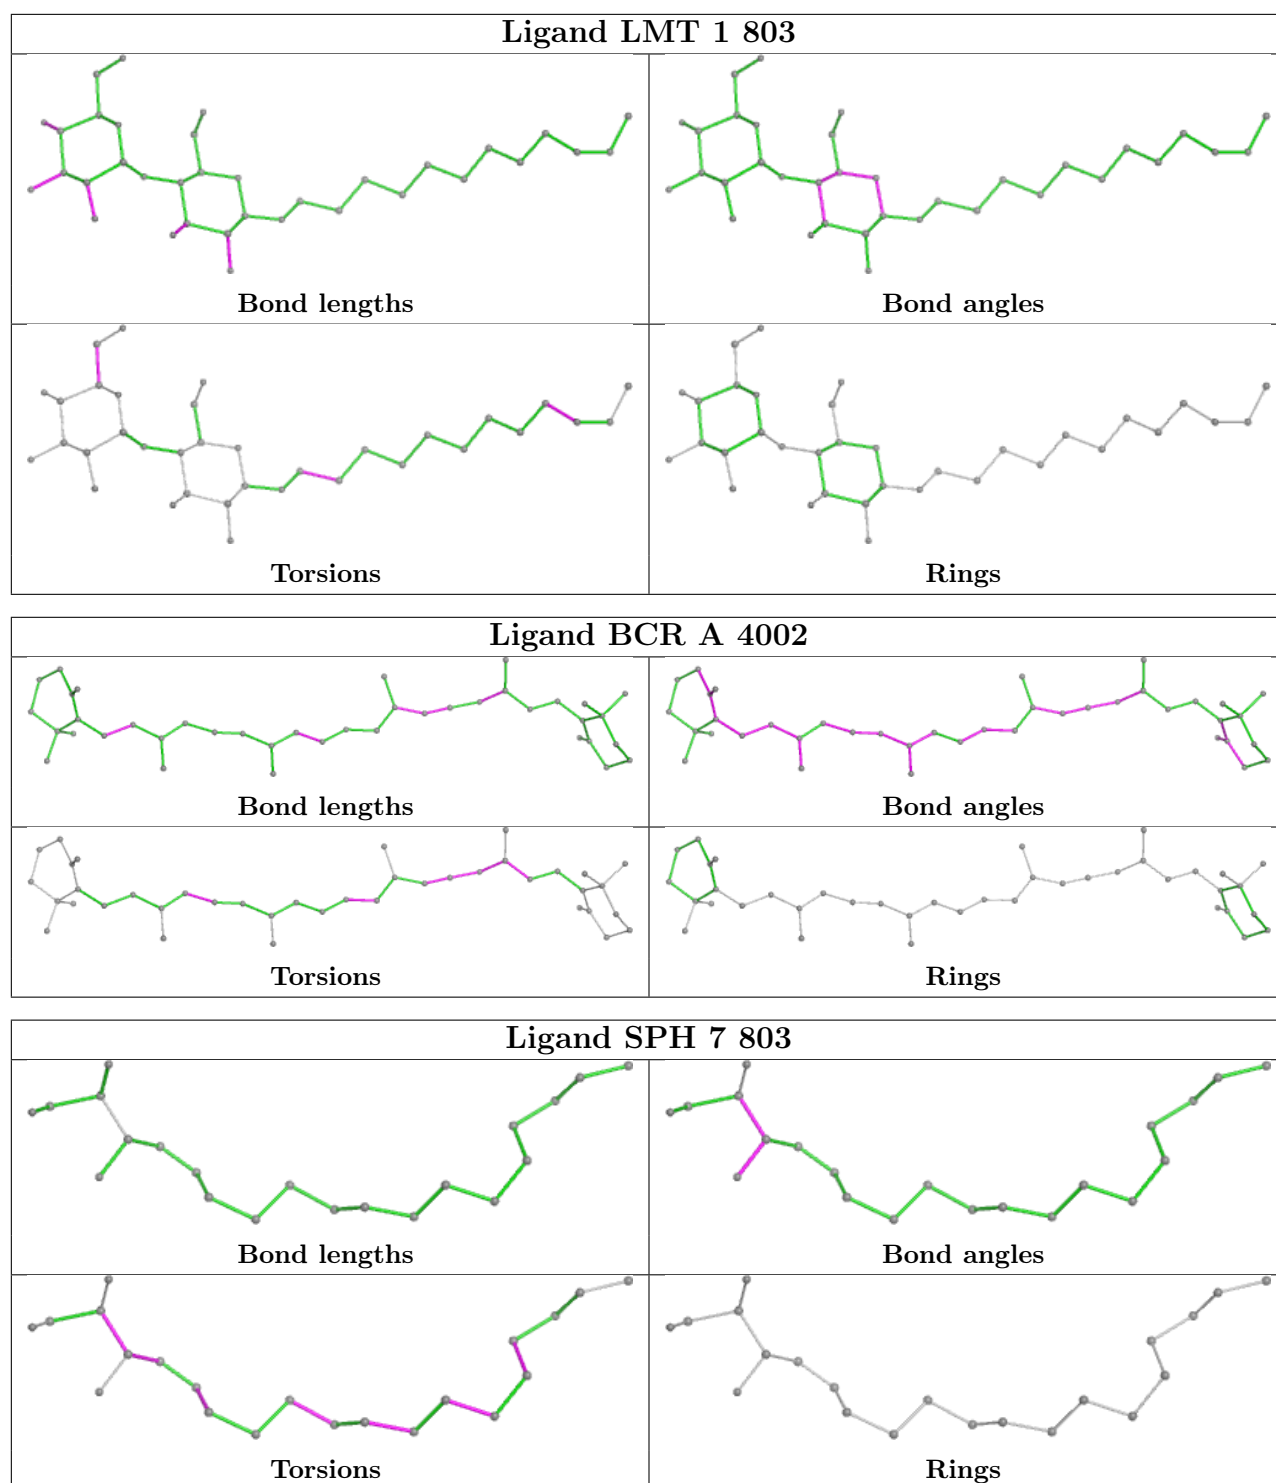 Ligand LMT 1 803
Bond lengths
Bond angles
Torsions
Rings
Ligand BCR A 4002
Bond lengths
Bond angles
Torsions
Rings
Ligand SPH 7 803
Bond lengths
Bond angles
Torsions
Rings